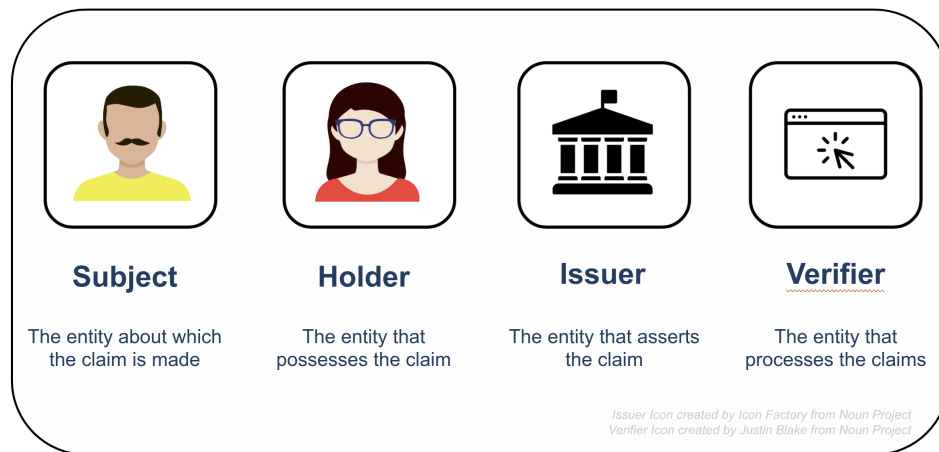 Subject
Holder
Issuer
Verifier
The entity about which
the claim is made
The entity that
possesses the claim
The entity that asserts
the claim
The entity that
processes the claims
Issuer Icon created by Icon Factory from Noun Project
Verifier Icon created by Justin Blake from Noun Project